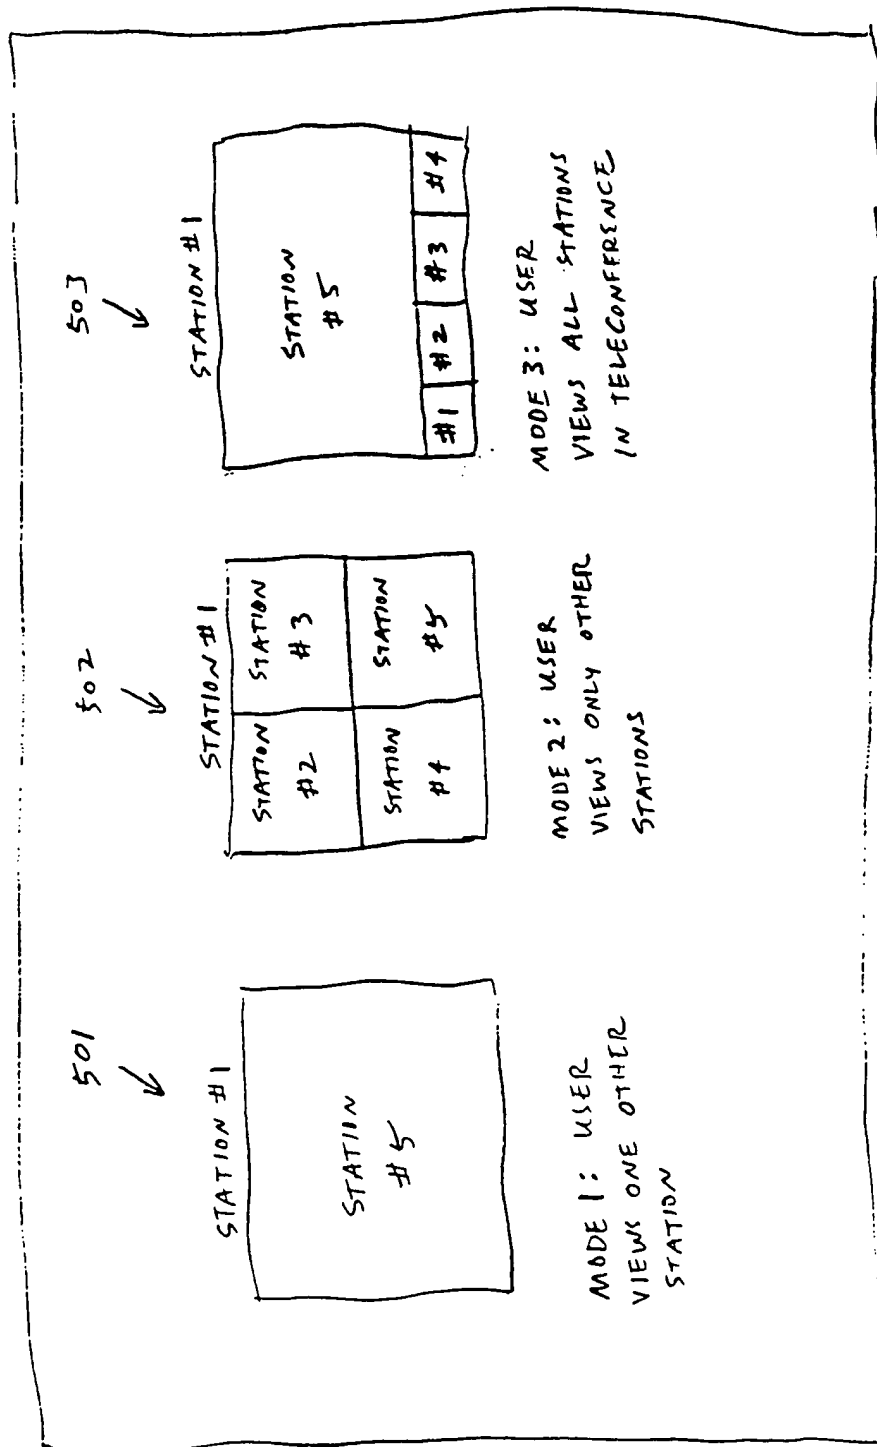 501
STATION #1
STATION
#5
MODE 1: USER
VIEWS ONE OTHER
STATION
502
STATION #1
STATION
#2
STATION
#3
STATION
#4
STATION
#5
MODE 2: USER
VIEWS ONLY OTHER
STATIONS
503
STATION #1
STATION
#5
#1 #2 #3 #4
MODE 3: USER
VIEWS ALL STATIONS
IN TELECONFERENCE